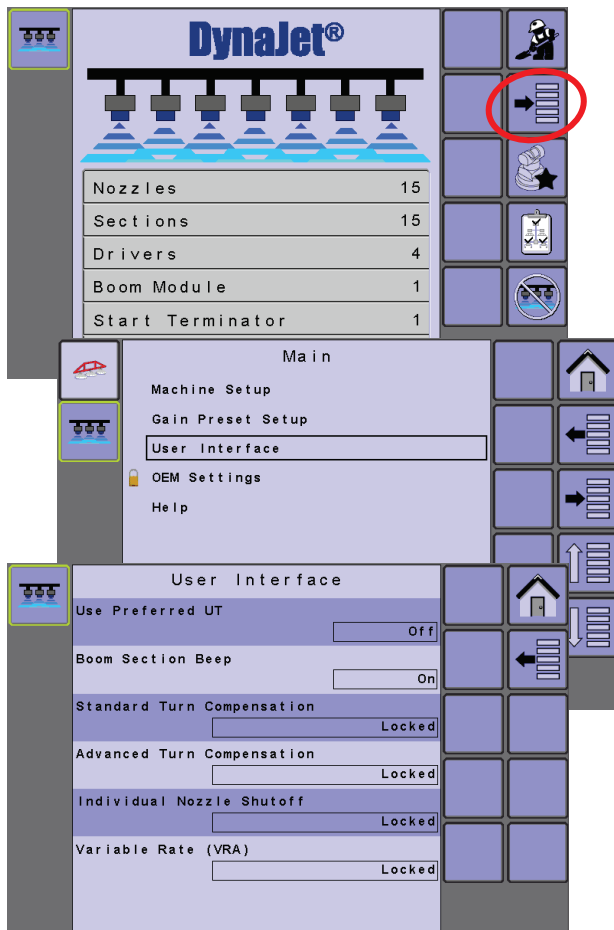 DynaJet®
Nozzles 15
Sections 15
Drivers 4
Boom Module 1
Start Terminator 1
Main
Machine Setup
Gain Preset Setup
User Interface
OEM Settings
Help
User Interface
Use Preferred UT
Off
Boom Section Beep
On
Standard Turn Compensation
Locked
Advanced Turn Compensation
Locked
Individual Nozzle Shutoff
Locked
Variable Rate (VRA)
Locked